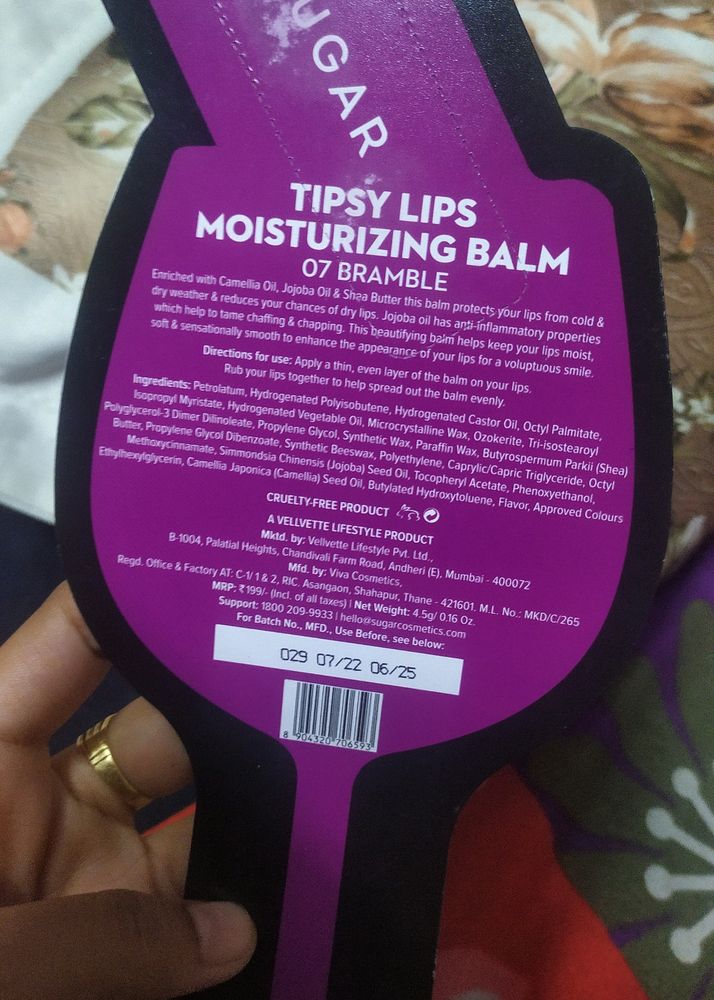 UGAR
TIPSY LIPS
MOISTURIZING BALM
07 BRAMBLE
Enriched with Camellia Oil, Jojoba Oil & Shea Butter this balm protects your lips from cold &
dry weather & reduces your chances of dry lips. Jojoba oil has anti-inflammatory properties
which help to tame chaffing & chapping. This beautifying balm helps keep your lips moist,
soft & sensationally smooth to enhance the appearance of your lips for a voluptuous smile.
Directions for use: Apply a thin, even layer of the balm on your lips.
Rub your lips together to help spread out the balm evenly.
Ingredients: Petrolatum, Hydrogenated Polyisobutene, Hydrogenated Castor Oil, Octyl Palmitate,
Isopropyl Myristate, Hydrogenated Vegetable Oil, Microcrystalline Wax, Ozokerite, Tri-isostearoyl
Polyglycerol-3 Dimer Dilinoleate, Propylene Glycol, Synthetic Wax, Paraffin Wax, Butyrospermum Parkii (Shea)
Butter, Propylene Glycol Dibenzoate, Synthetic Beeswax, Polyethylene, Caprylic/Capric Triglyceride, Octyl
Methoxycinnamate, Simmondsia Chinensis (Jojoba) Seed Oil, Tocopheryl Acetate, Phenoxyethanol,
Ethylhexylglycerin, Camellia Japonica (Camellia) Seed Oil, Butylated Hydroxytoluene, Flavor, Approved Colours
CRUELTY-FREE PRODUCT
A VELLVETTE LIFESTYLE PRODUCT
Mktd. by: Vellvette Lifestyle Pvt. Ltd.,
B-1004, Palatial Heights, Chandivali Farm Road, Andheri (E), Mumbai - 400072
Mfd. by: Viva Cosmetics,
Regd. Office & Factory AT: C-1/1 & 2, RIC, Asangaon, Shahapur, Thane - 421601. M.L. No.: MKD/C/265
MRP: ₹199/- (Incl. of all taxes) | Net Weight: 4.5g/ 0.16 Oz.
Support: 1800 209-9933 | hello@sugarcosmetics.com
For Batch No., MFD., Use Before, see below:
029 07/22 06/25
8 904320 706593